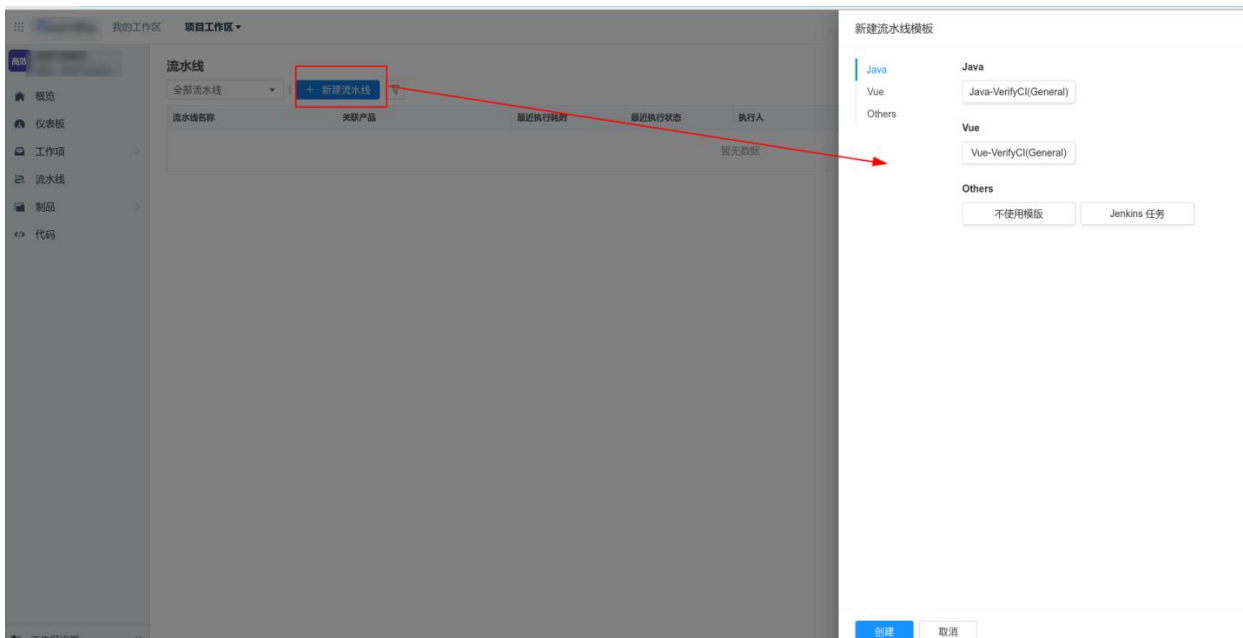 我的工作区 项目工作区
高效
概览
仪表板
工作项
流水线
制品
代码
流水线
全部流水线
+ 新建流水线
流水线名称 关联产品 最近执行耗时 最近执行状态 执行人
暂无数据
新建流水线模板
Java
Vue
Others
Java
Java-VerifyCI(General)
Vue
Vue-VerifyCI(General)
Others
不使用模版 Jenkins 任务
创建 取消